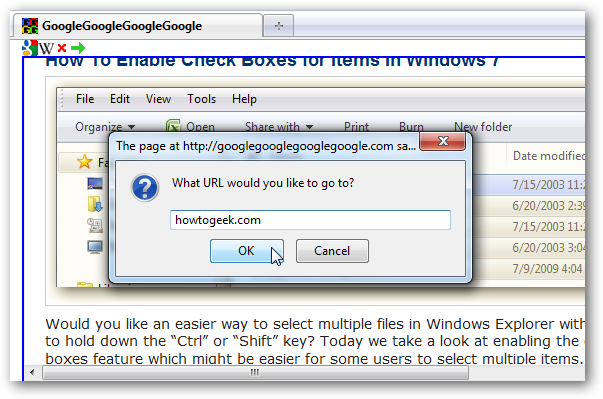 GoogleGoogleGoogleGoogle
W
How To Enable Check Boxes for Items In Windows 7
File Edit View Tools Help
Organize Open Share with Print Burn New folder
The page at http://googlegooglegooglegoogle.com sa...
Date modified
What URL would you like to go to?
7/15/2003 11:2
6/20/2003 2:39
howtogeek.com
7/15/2003 11:2
OK Cancel
6/20/2003 3:04
7/9/2009 4:04
Would you like an easier way to select multiple files in Windows Explorer with
to hold down the “Ctrl” or “Shift” key? Today we take a look at enabling the
boxes feature which might be easier for some users to select multiple items.